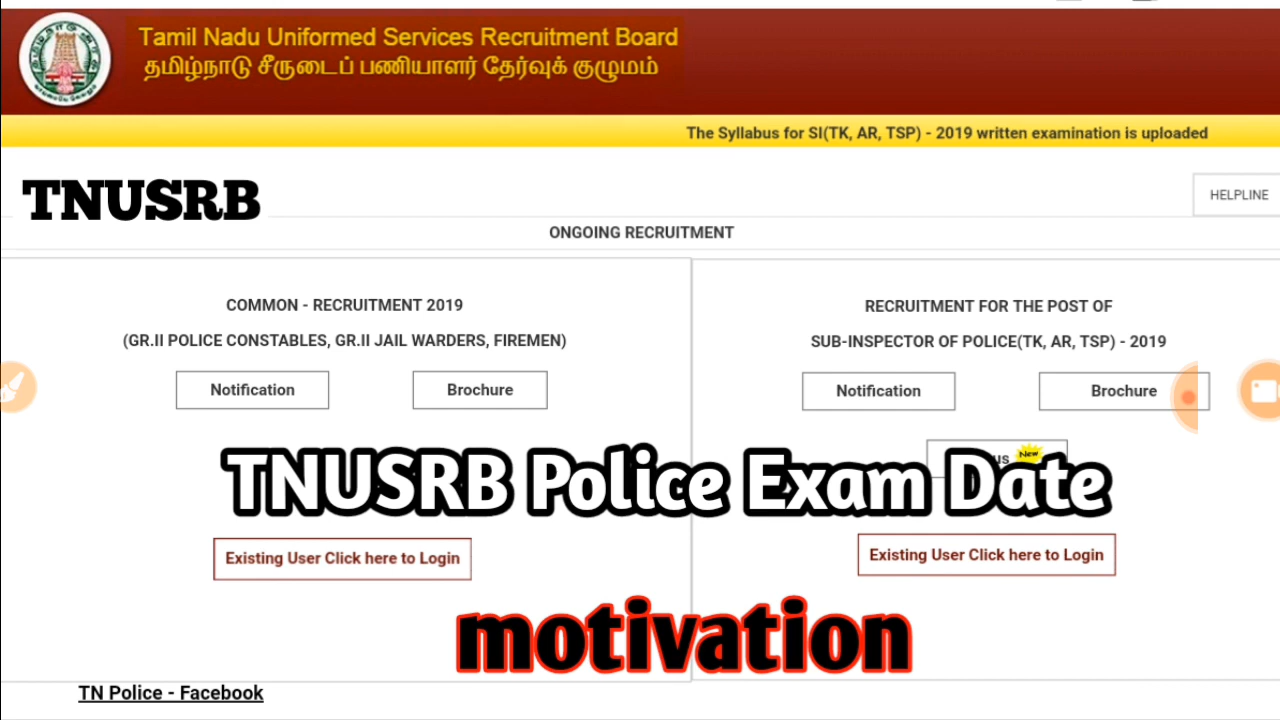 Tamil Nadu Uniformed Services Recruitment Board
தமிழ்நாடு சீருடைப் பணியாளர் தேர்வுக் குழுமம்
The Syllabus for SI(TK, AR, TSP) - 2019 written examination is uploaded
TNUSRB
HELPLINE
ONGOING RECRUITMENT
COMMON - RECRUITMENT 2019
(GR.II POLICE CONSTABLES, GR.II JAIL WARDERS, FIREMEN)
Notification
Brochure
Existing User Click here to Login
RECRUITMENT FOR THE POST OF
SUB-INSPECTOR OF POLICE(TK, AR, TSP) - 2019
Notification
Brochure
New
Existing User Click here to Login
TNUSRB Police Exam Date
motivation
TN Police - Facebook